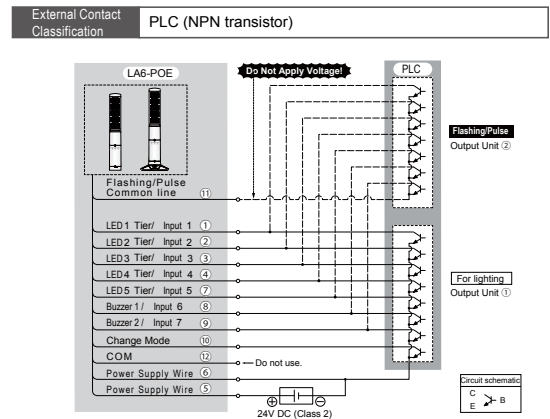 External Contact
Classification
PLC (NPN transistor)
LA6-POE
Do Not Apply Voltage!
PLC
Flashing/Pulse
Output Unit ②
Flashing/Pulse
Common line ⑪
LED1 Tier/ Input 1 ①
LED2 Tier/ Input 2 ②
LED3 Tier/ Input 3 ③
LED4 Tier/ Input 4 ④
LED5 Tier/ Input 5 ⑦
Buzzer 1 / Input 6 ⑧
Buzzer 2 / Input 7 ⑨
Change Mode ⑩
COM ⑫
Do not use.
Power Supply Wire ⑥
Power Supply Wire ⑤
For lighting
Output Unit ①
24V DC (Class 2)
Circuit schematic
C
B
E